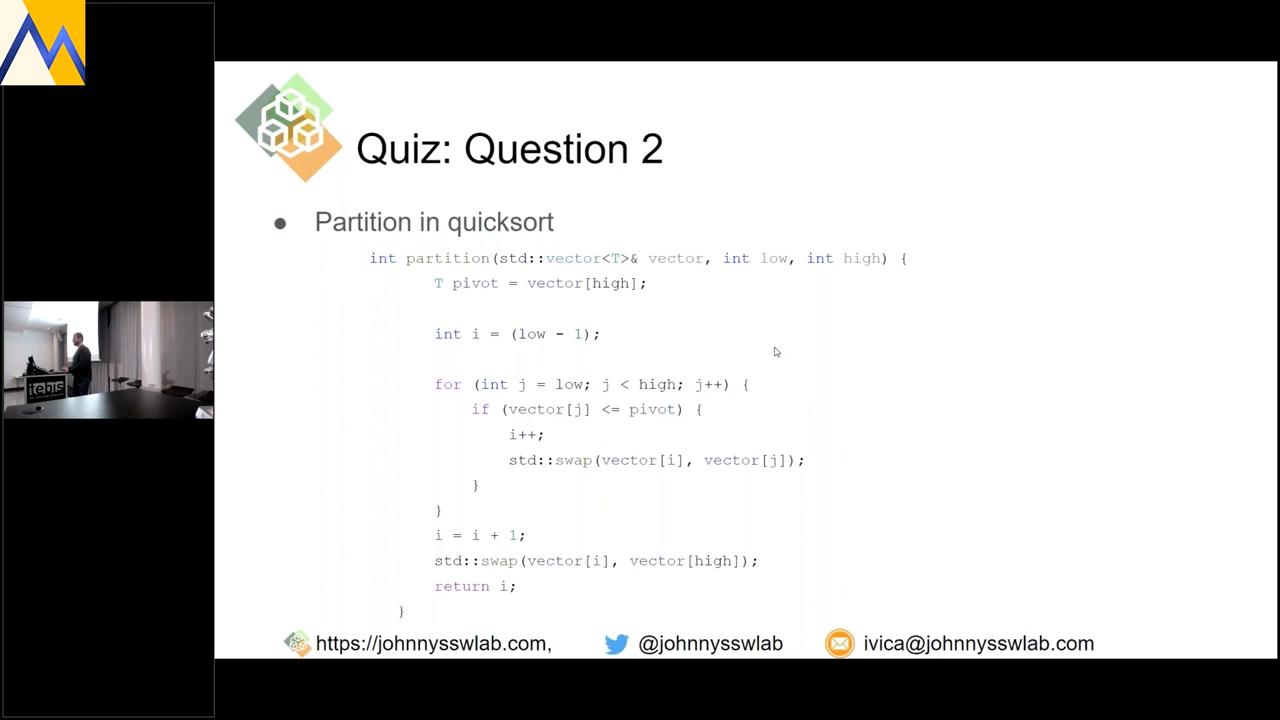 Quiz: Question 2
● Partition in quicksort
int partition(std::vector<T>& vector, int low, int high) {
T pivot = vector[high];
int i = (low - 1);
for (int j = low; j < high; j++) {
if (vector[j] <= pivot) {
i++;
std::swap(vector[i], vector[j]);
}
}
i = i + 1;
std::swap(vector[i], vector[high]);
return i;
}
https://johnnysswlab.com,
@johnnysswlab
ivica@johnnysswlab.com
itebis